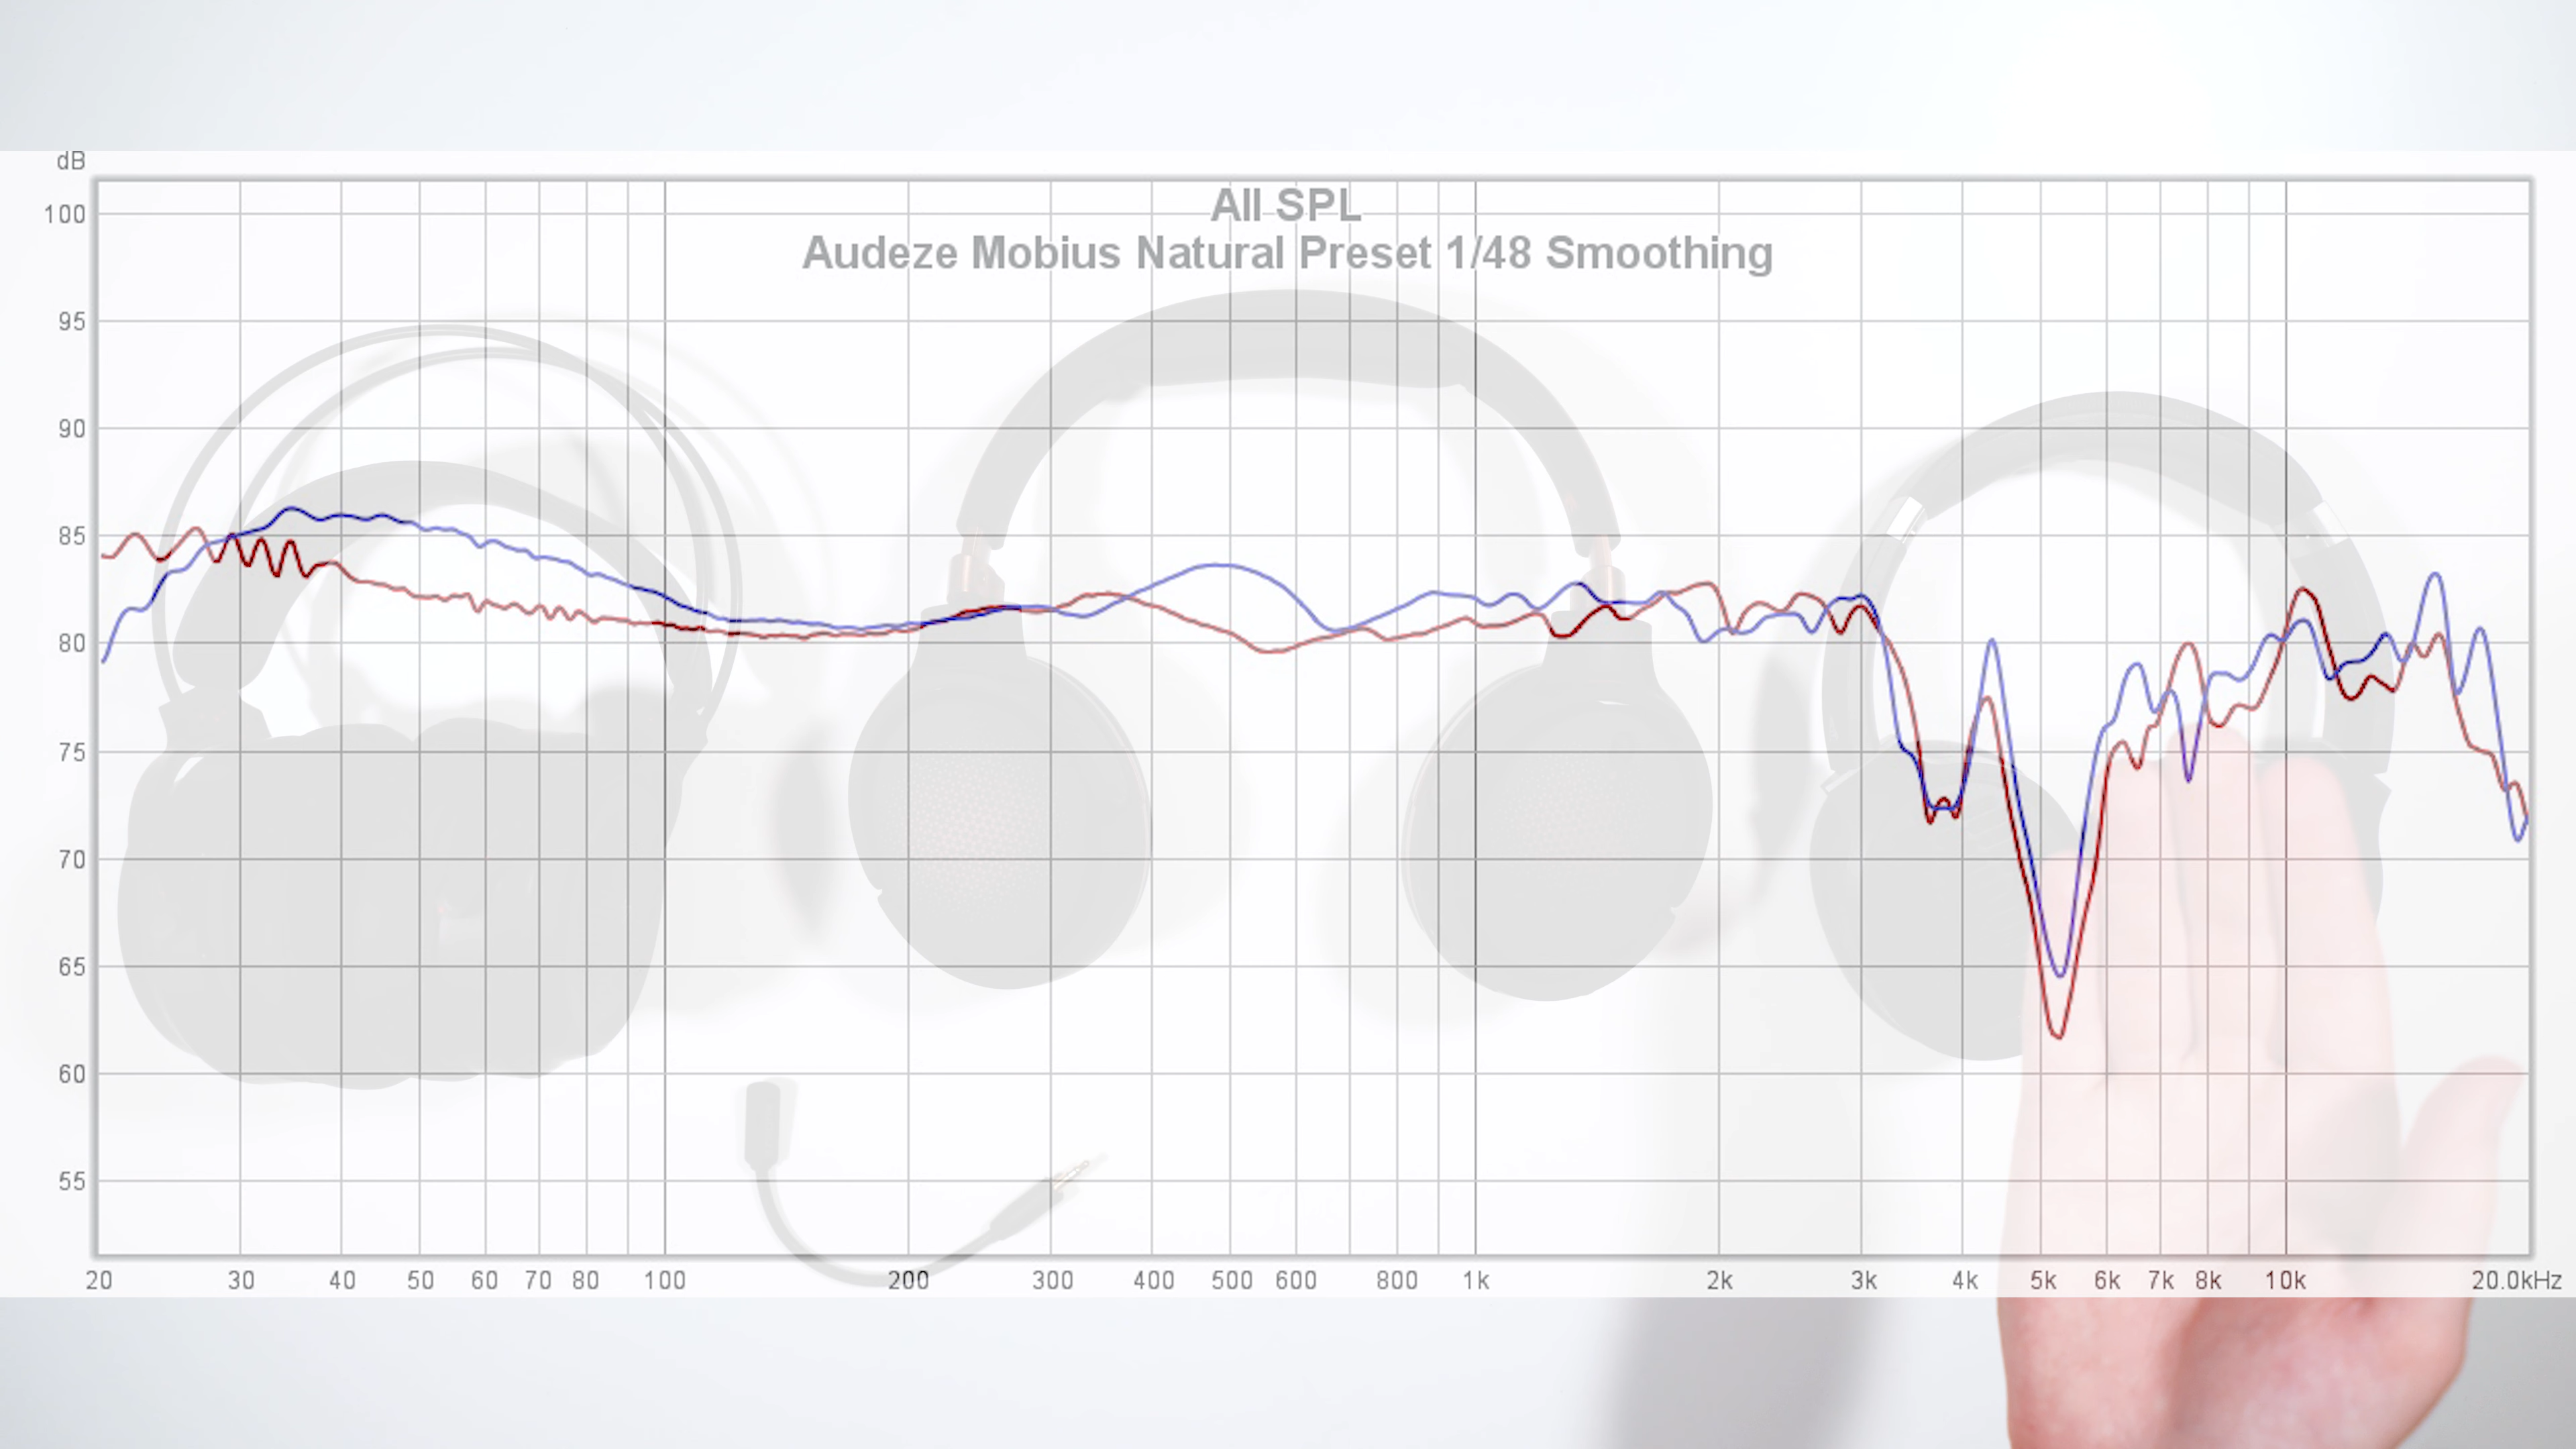 dB
All SPL
Audeze Mobius Natural Preset 1/48 Smoothing
100
95
90
85
80
75
70
65
60
55
20 30 40 50 60 70 80 100 200 300 400 500 600 800 1k 2k 3k 4k 5k 6k 7k 8k 10k 20.0kHz